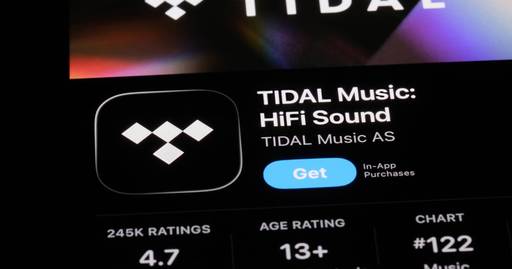 TIDAL
TIDAL Music:
HiFi Sound
TIDAL Music AS
Get
In-App
Purchases
245K RATINGS
AGE RATING
CHART
4.7
13+
#122
Music